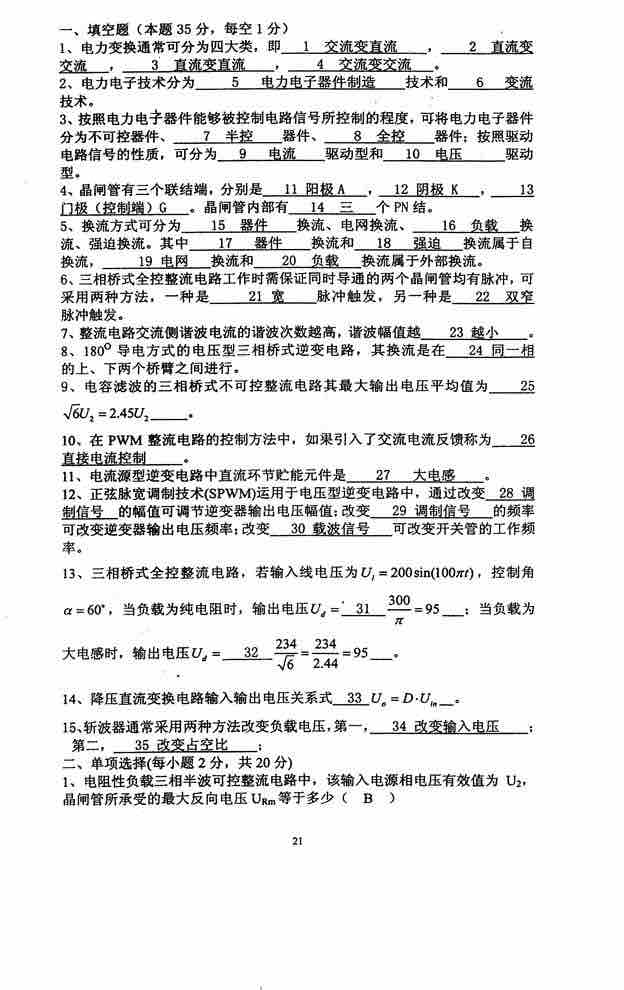 一、填空题（本题 35 分，每空 1 分）
1、电力变换通常可分为四大类，即 1 交流变直流 ， 2 直流变
交流 ， 3 直流变直流 ， 4 交流变交流 。
2、电力电子技术分为 5 电力电子器件制造 技术和 6 变流
技术。
3、按照电力电子器件能够被控制电路信号所控制的程度，可将电力电子器件
分为不可控器件、 7 半控 器件、 8 全控 器件；按照驱动
电路信号的性质，可分为 9 电流 驱动型和 10 电压 驱动
型。
4、晶闸管有三个联结端，分别是 11 阳极 A ， 12 阴极 K ， 13
门极（控制端）G 。晶闸管内部有 14 三 个 PN 结。
5、换流方式可分为 15 器件 换流、电网换流、 16 负载 换
流、强迫换流。其中 17 器件 换流和 18 强迫 换流属于自
换流， 19 电网 换流和 20 负载 换流属于外部换流。
6、三相桥式全控整流电路工作时需保证同时导通的两个晶闸管均有脉冲，可
采用两种方法，一种是 21 宽 脉冲触发，另一种是 22 双窄
脉冲触发。
7、整流电路交流侧谐波电流的谐波次数越高，谐波幅值越 23 越小 。
8、180° 导电方式的电压型三相桥式逆变电路，其换流是在 24 同一相
的上、下两个桥臂之间进行。
9、电容滤波的三相桥式不可控整流电路其最大输出电压平均值为 25
√6U₂ = 2.45U₂ 。
10、在 PWM 整流电路的控制方法中，如果引入了交流电流反馈称为 26
直接电流控制 。
11、电流源型逆变电路中直流环节贮能元件是 27 大电感 。
12、正弦脉宽调制技术(SPWM)运用于电压型逆变电路中，通过改变 28 调
制信号 的幅值可调节逆变器输出电压幅值；改变 29 调制信号 的频率
可改变逆变器输出电压频率；改变 30 载波信号 可改变开关管的工作频
率。
13、三相桥式全控整流电路，若输入线电压为 Uᵢ = 200sin(100πt)，控制角
α = 60°，当负载为纯电阻时，输出电压 U_d = 31 300/π = 95 ；当负载为
大电感时，输出电压 U_d = 32 234/√6 = 234/2.44 = 95 。
14、降压直流变换电路输入输出电压关系式 33 U_o = D·U_in 。
15、斩波器通常采用两种方法改变负载电压，第一， 34 改变输入电压 ；
第二， 35 改变占空比 ；
二、单项选择(每小题 2 分，共 20 分)
1、电阻性负载三相半波可控整流电路中，该输入电源相电压有效值为 U₂，
晶闸管所承受的最大反向电压 U_Rm 等于多少（ B ）
21